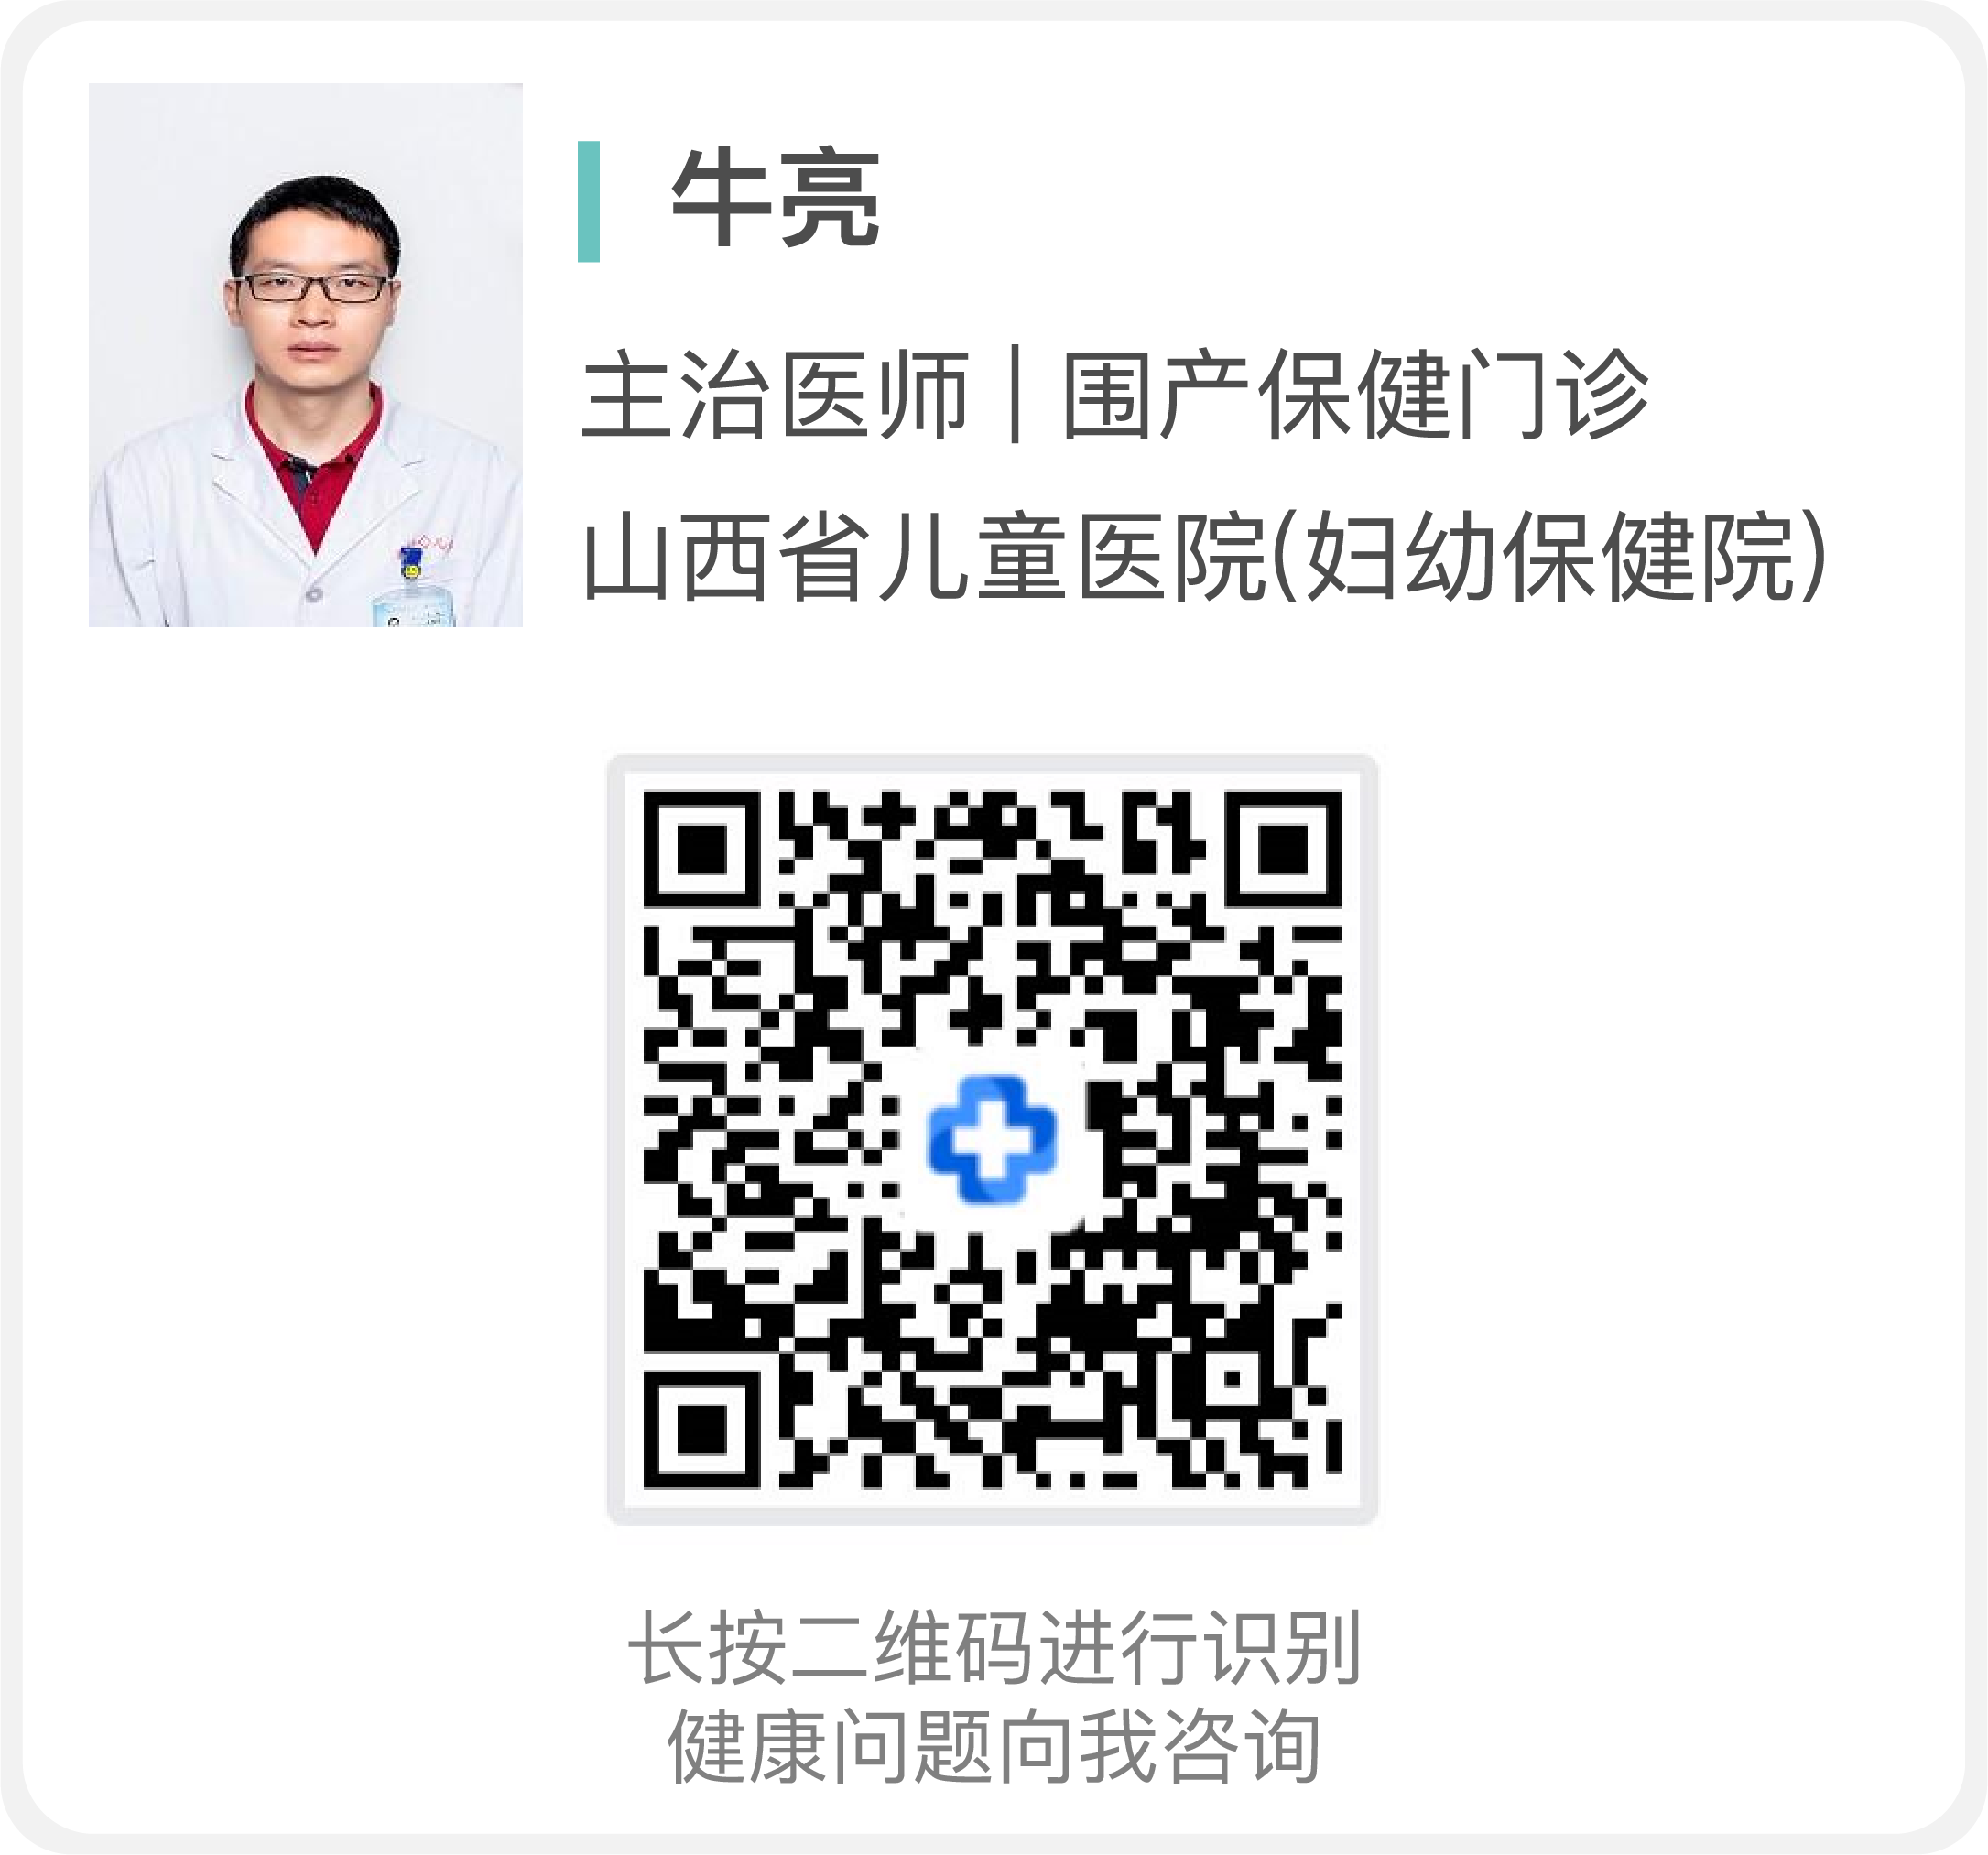 牛亮
主治医师｜围产保健门诊
山西省儿童医院(妇幼保健院)
长按二维码进行识别
健康问题向我咨询